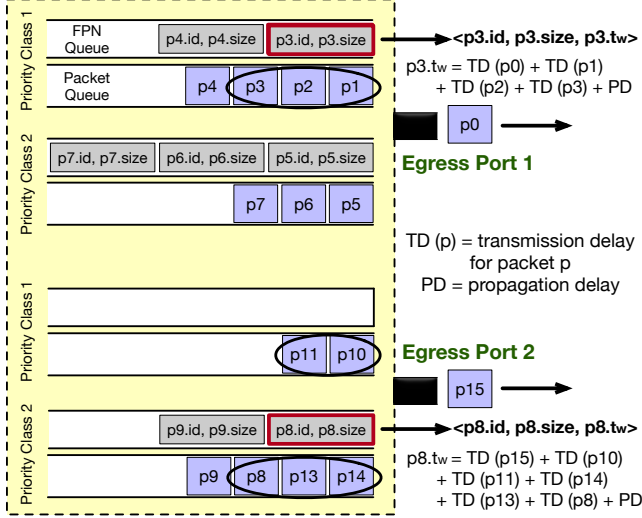 Priority Class 1
FPN
Queue
p4.id, p4.size
p3.id, p3.size
<p3.id, p3.size, p3.tw>
Packet
Queue
p4
p3
p2
p1
p3.tw = TD (p0) + TD (p1)
+ TD (p2) + TD (p3) + PD
p0
Egress Port 1
Priority Class 2
p7.id, p7.size
p6.id, p6.size
p5.id, p5.size
p7
p6
p5
TD (p) = transmission delay
for packet p
PD = propagation delay
Priority Class 1
p11
p10
Egress Port 2
p15
Priority Class 2
p9.id, p9.size
p8.id, p8.size
<p8.id, p8.size, p8.tw>
p9
p8
p13
p14
p8.tw = TD (p15) + TD (p10)
+ TD (p11) + TD (p14)
+ TD (p13) + TD (p8) + PD